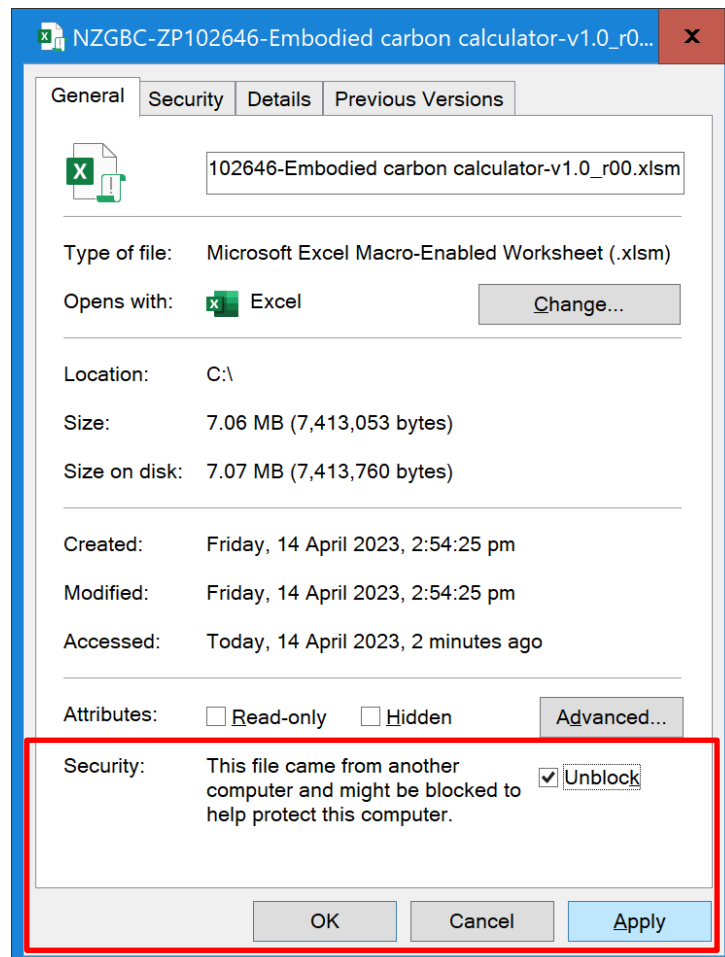 NZGBC-ZP102646-Embodied carbon calculator-v1.0_r0... x
General Security Details Previous Versions
102646-Embodied carbon calculator-v1.0_r00.xlsm
Type of file: Microsoft Excel Macro-Enabled Worksheet (.xlsm)
Opens with: Excel Change...
Location: C:\
Size: 7.06 MB (7,413,053 bytes)
Size on disk: 7.07 MB (7,413,760 bytes)
Created: Friday, 14 April 2023, 2:54:25 pm
Modified: Friday, 14 April 2023, 2:54:25 pm
Accessed: Today, 14 April 2023, 2 minutes ago
Attributes: Read-only Hidden Advanced...
Security: This file came from another
computer and might be blocked to Unblock
help protect this computer.
OK Cancel Apply